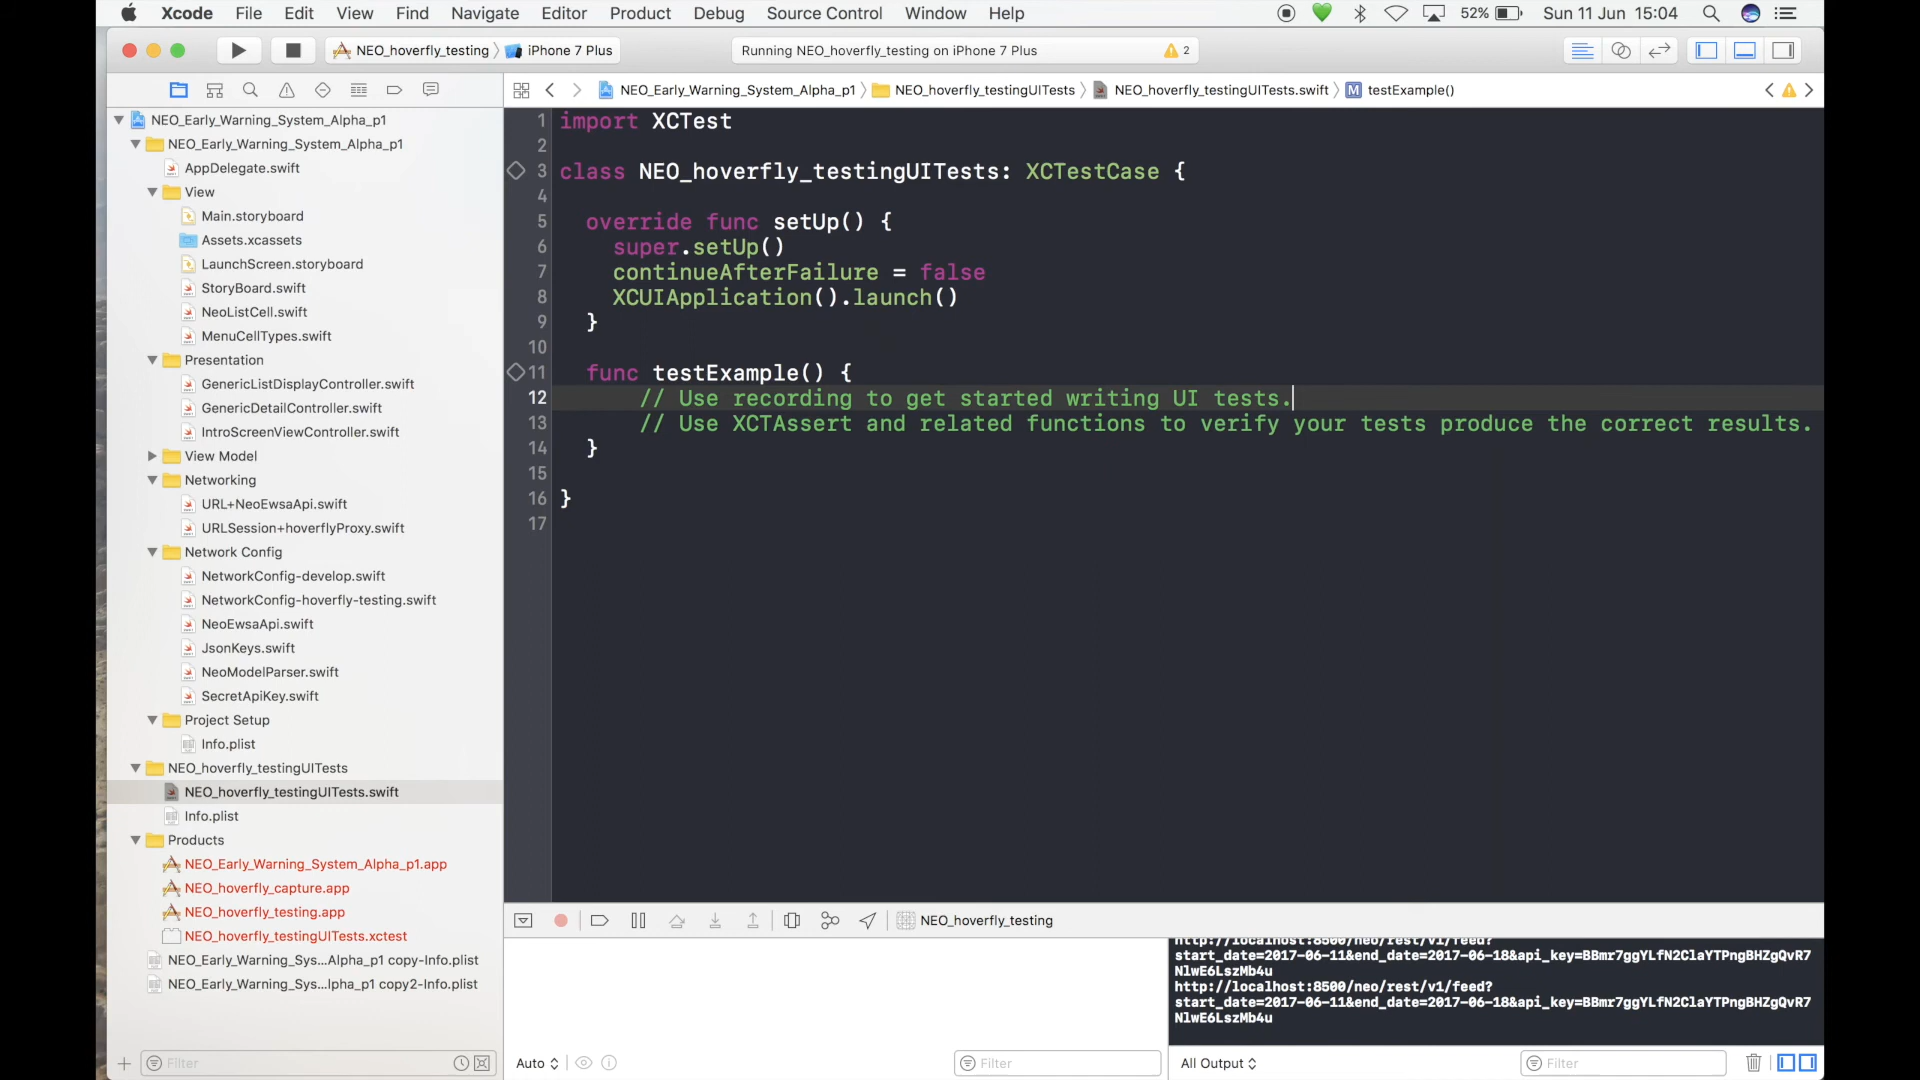 Xcode File Edit View Find Navigate Editor Product Debug Source Control Window Help 52% Sun 11 Jun 15:04
NEO_hoverfly_testing iPhone 7 Plus Running NEO_hoverfly_testing on iPhone 7 Plus 2
NEO_Early_Warning_System_Alpha_p1 NEO_hoverfly_testingUITests NEO_hoverfly_testingUITests.swift M testExample()
NEO_Early_Warning_System_Alpha_p1
NEO_Early_Warning_System_Alpha_p1
AppDelegate.swift
View
Main.storyboard
Assets.xcassets
LaunchScreen.storyboard
StoryBoard.swift
NeoListCell.swift
MenuCellTypes.swift
Presentation
GenericListDisplayController.swift
GenericDetailController.swift
IntroScreenViewController.swift
View Model
Networking
URL+NeoEwsaApi.swift
URLSession+hoverflyProxy.swift
Network Config
NetworkConfig-develop.swift
NetworkConfig-hoverfly-testing.swift
NeoEwsaApi.swift
JsonKeys.swift
NeoModelParser.swift
SecretApiKey.swift
Project Setup
Info.plist
NEO_hoverfly_testingUITests
NEO_hoverfly_testingUITests.swift
Info.plist
Products
NEO_Early_Warning_System_Alpha_p1.app
NEO_hoverfly_capture.app
NEO_hoverfly_testing.app
NEO_hoverfly_testingUITests.xctest
NEO_Early_Warning_Sys...Alpha_p1 copy-Info.plist
NEO_Early_Warning_Sys...lpha_p1 copy2-Info.plist
Filter
1 import XCTest
2
3 class NEO_hoverfly_testingUITests: XCTestCase {
4
5 override func setUp() {
6 super.setUp()
7 continueAfterFailure = false
8 XCUIApplication().launch()
9 }
10
11 func testExample() {
12 // Use recording to get started writing UI tests.
13 // Use XCTAssert and related functions to verify your tests produce the correct results.
14 }
15
16 }
17
NEO_hoverfly_testing
http://localhost:8500/neo/rest/v1/feed?
start_date=2017-06-11&end_date=2017-06-18&api_key=BBmr7ggYLfN2ClaYTPngBHZgQvR7
NlwE6LszMb4u
http://localhost:8500/neo/rest/v1/feed?
start_date=2017-06-11&end_date=2017-06-18&api_key=BBmr7ggYLfN2ClaYTPngBHZgQvR7
NlwE6LszMb4u
Auto Filter All Output Filter